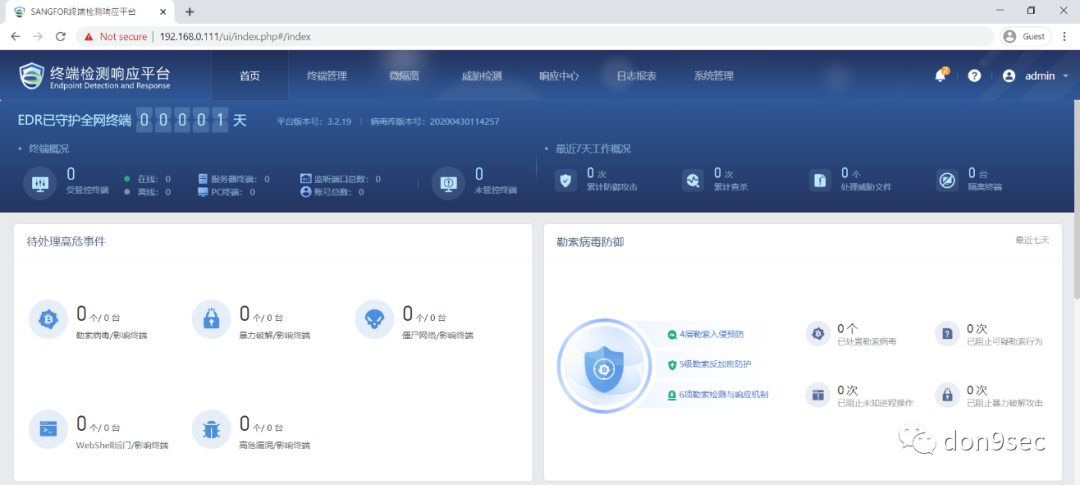 SANGFOR终端检测响应平台
Not secure | 192.168.0.111/ui/index.php#/index
Guest
终端检测响应平台
Endpoint Detection and Response
首页
终端管理
微隔离
威胁检测
响应中心
日志报表
系统管理
2
admin
EDR已守护全网终端 00001 天
平台版本号: 3.2.19 | 病毒库版本号: 20200430114257
终端概况
0
受管控终端
在线: 0
离线: 0
服务器终端: 0
PC终端: 0
监听端口总数: 0
账号总数: 0
0
未管控终端
最近7天工作概况
0 次
累计防御攻击
0 次
累计查杀
0 个
处理威胁文件
0 台
隔离终端
待处理高危事件
0 个/ 0 台
勒索病毒/影响终端
0 个/ 0 台
暴力破解/影响终端
0 个/ 0 台
僵尸网络/影响终端
0 个/ 0 台
WebShell后门/影响终端
0 个/ 0 台
高危漏洞/影响终端
勒索病毒防御
最近七天
4层勒索入侵预防
5级勒索反加密防护
6项勒索检测与响应机制
0 个
已处置勒索病毒
0 次
已阻止可疑勒索行为
0 次
已阻止未知进程操作
0 次
已阻止暴力破解攻击
don9sec